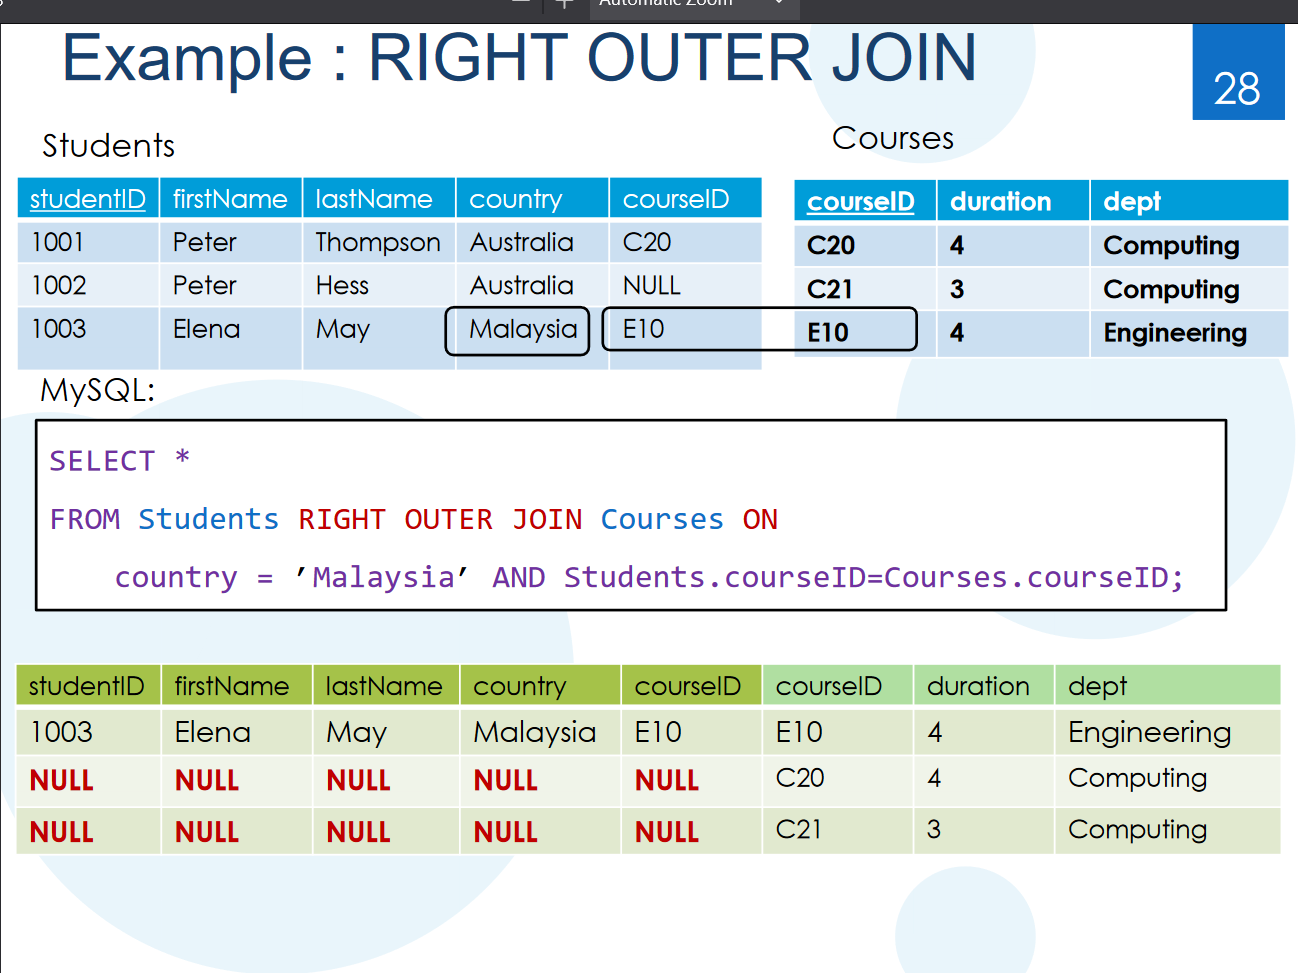 Automatic Zoom
Example : RIGHT OUTER JOIN
28
Students
Courses
studentID firstName lastName country courseID
1001 Peter Thompson Australia C20
1002 Peter Hess Australia NULL
1003 Elena May Malaysia E10
courseID duration dept
C20 4 Computing
C21 3 Computing
E10 4 Engineering
MySQL:
SELECT *
FROM Students RIGHT OUTER JOIN Courses ON
country = ’Malaysia’ AND Students.courseID=Courses.courseID;
studentID firstName lastName country courseID courseID duration dept
1003 Elena May Malaysia E10 E10 4 Engineering
NULL NULL NULL NULL NULL C20 4 Computing
NULL NULL NULL NULL NULL C21 3 Computing